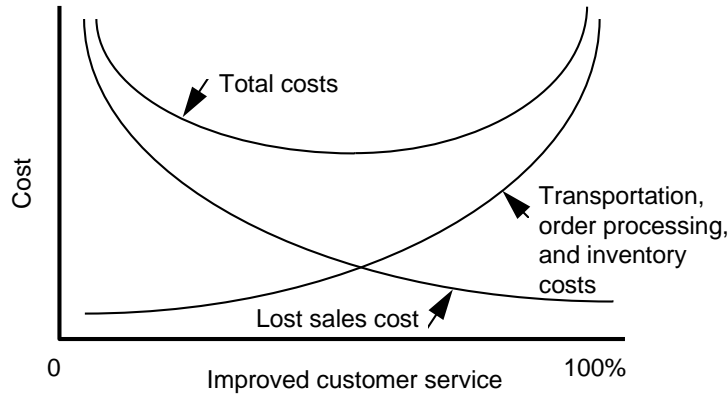 Total costs
Cost
Transportation,
order processing,
and inventory
costs
Lost sales cost
0
100%
Improved customer service